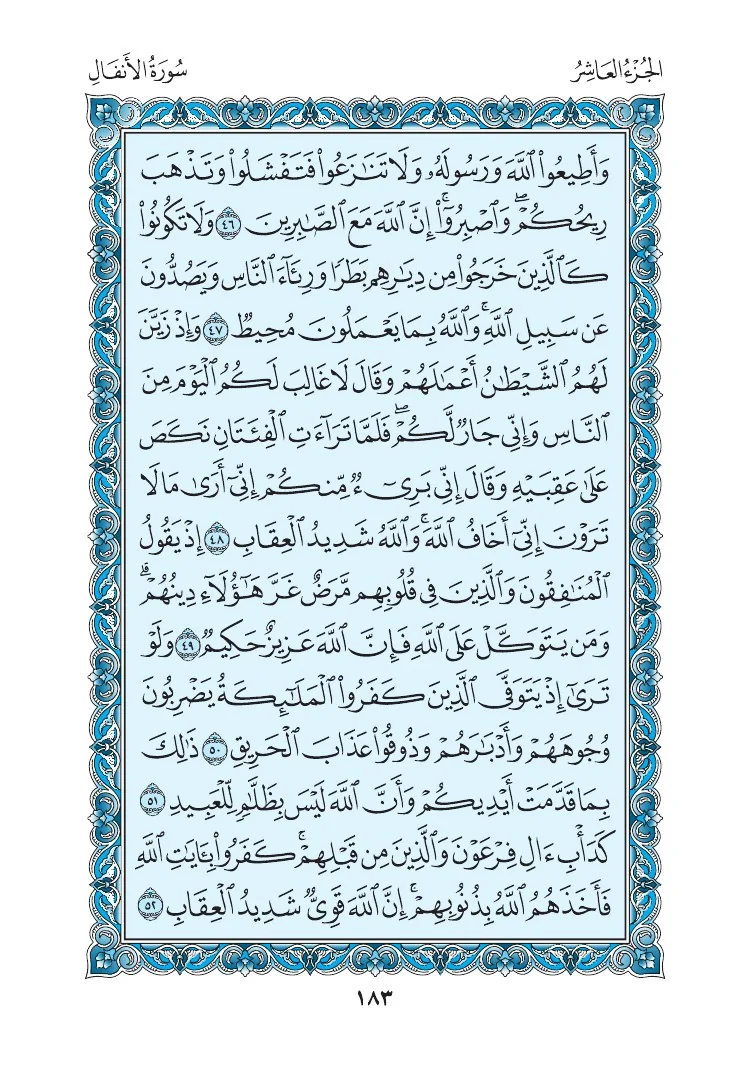 الجُزْءُ العَاشِرُ
سُورَةُ الأَنفَالِ
وَأَطِيعُواْ ٱللَّهَ وَرَسُولَهُۥ وَلَا تَنَٰزَعُواْ فَتَفۡشَلُواْ وَتَذۡهَبَ
رِيحُكُمۡۖ وَٱصۡبِرُوٓاْۚ إِنَّ ٱللَّهَ مَعَ ٱلصَّٰبِرِينَ ٤٦ وَلَا تَكُونُواْ
كَٱلَّذِينَ خَرَجُواْ مِن دِيَٰرِهِم بَطَرٗا وَرِئَآءَ ٱلنَّاسِ وَيَصُدُّونَ
عَن سَبِيلِ ٱللَّهِۚ وَٱللَّهُ بِمَا يَعۡمَلُونَ مُحِيطٞ ٤٧ وَإِذۡ زَيَّنَ
لَهُمُ ٱلشَّيۡطَٰنُ أَعۡمَٰلَهُمۡ وَقَالَ لَا غَالِبَ لَكُمُ ٱلۡيَوۡمَ مِنَ
ٱلنَّاسِ وَإِنِّي جَارٞ لَّكُمۡۖ فَلَمَّا تَرَآءَتِ ٱلۡفِئَتَانِ نَكَصَ
عَلَىٰ عَقِبَيۡهِ وَقَالَ إِنِّي بَرِيٓءٞ مِّنكُمۡ إِنِّيٓ أَرَىٰ مَا لَا
تَرَوۡنَ إِنِّيٓ أَخَافُ ٱللَّهَۚ وَٱللَّهُ شَدِيدُ ٱلۡعِقَابِ ٤٨ إِذۡ يَقُولُ
ٱلۡمُنَٰفِقُونَ وَٱلَّذِينَ فِي قُلُوبِهِم مَّرَضٌ غَرَّ هَٰٓؤُلَآءِ دِينُهُمۡۗ
وَمَن يَتَوَكَّلۡ عَلَى ٱللَّهِ فَإِنَّ ٱللَّهَ عَزِيزٌ حَكِيمٞ ٤٩ وَلَوۡ
تَرَىٰٓ إِذۡ يَتَوَفَّى ٱلَّذِينَ كَفَرُواْ ٱلۡمَلَٰٓئِكَةُ يَضۡرِبُونَ
وُجُوهَهُمۡ وَأَدۡبَٰرَهُمۡ وَذُوقُواْ عَذَابَ ٱلۡحَرِيقِ ٥٠ ذَٰلِكَ
بِمَا قَدَّمَتۡ أَيۡدِيكُمۡ وَأَنَّ ٱللَّهَ لَيۡسَ بِظَلَّٰمٖ لِّلۡعَبِيدِ ٥١
كَدَأۡبِ ءَالِ فِرۡعَوۡنَ وَٱلَّذِينَ مِن قَبۡلِهِمۡۚ كَفَرُواْ بِـَٔايَٰتِ ٱللَّهِ
فَأَخَذَهُمُ ٱللَّهُ بِذُنُوبِهِمۡۚ إِنَّ ٱللَّهَ قَوِيّٞ شَدِيدُ ٱلۡعِقَابِ ٥٢
١٨٣